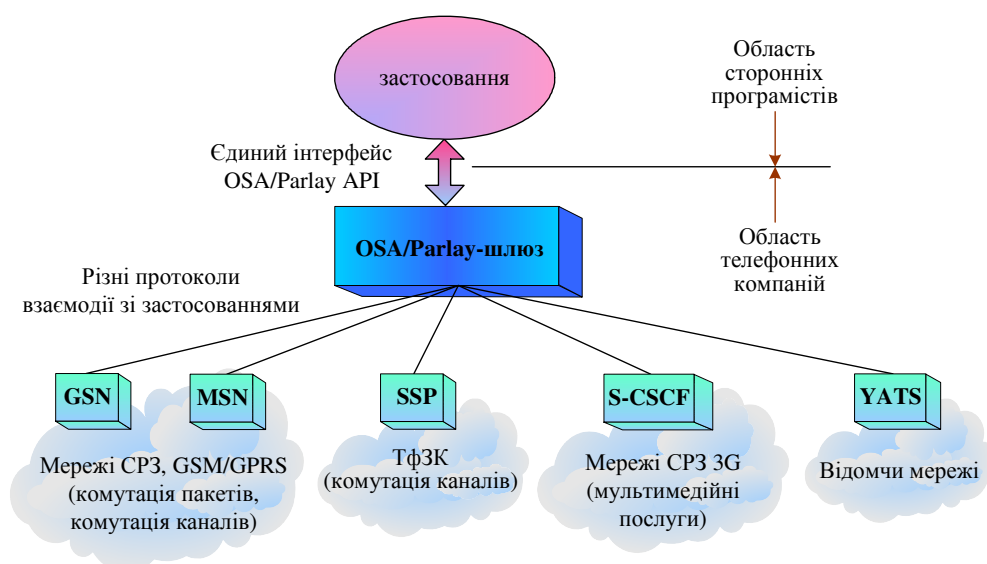 застосовання
Область
сторонніх
програмістів
Єдиний інтерфейс
OSA/Parlay API
OSA/Parlay-шлюз
Область
телефонних
компаній
Різні протоколи
взаємодії зі застосованнями
GSN
MSN
SSP
S-CSCF
YATS
Мережі СРЗ, GSM/GPRS
(комутація пакетів,
комутація каналів)
ТфЗК
(комутація каналів)
Мережі СРЗ 3G
(мультимедійні
послуги)
Відомчи мережі